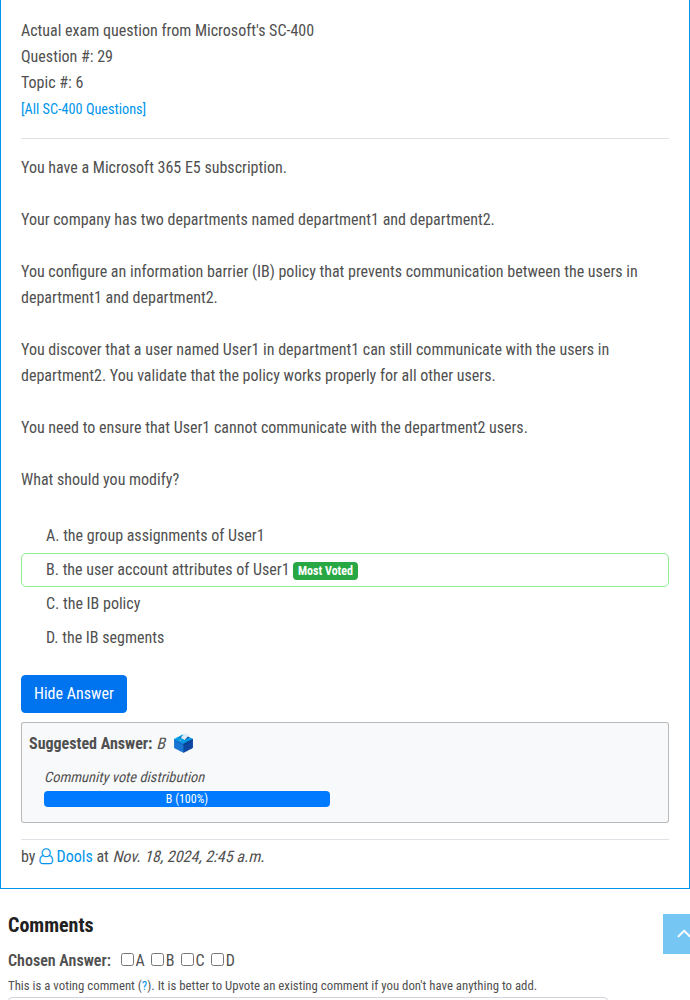 Actual exam question from Microsoft's SC-400
Question #: 29
Topic #: 6
[All SC-400 Questions]
You have a Microsoft 365 E5 subscription.
Your company has two departments named department1 and department2.
You configure an information barrier (IB) policy that prevents communication between the users in
department1 and department2.
You discover that a user named User1 in department1 can still communicate with the users in
department2. You validate that the policy works properly for all other users.
You need to ensure that User1 cannot communicate with the department2 users.
What should you modify?
A. the group assignments of User1
B. the user account attributes of User1 Most Voted
C. the IB policy
D. the IB segments
Hide Answer
Suggested Answer: B
Community vote distribution
B (100%)
by Dools at Nov. 18, 2024, 2:45 a.m.
Comments
Chosen Answer: A B C D
This is a voting comment (?). It is better to Upvote an existing comment if you don't have anything to add.